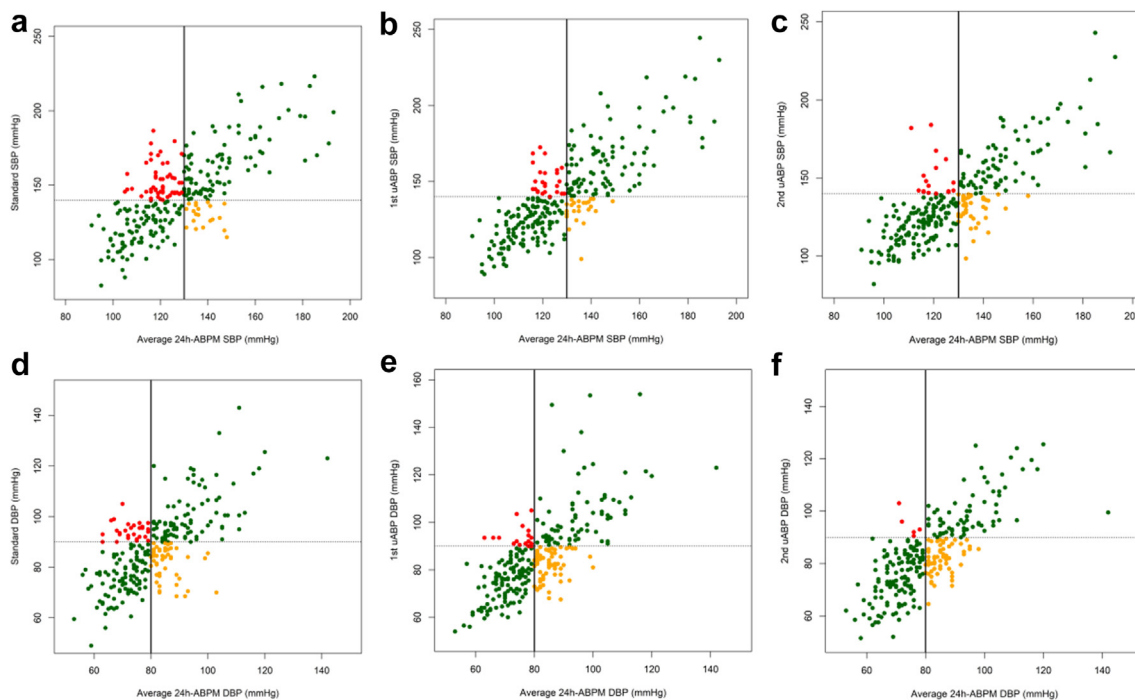 a
250
200
150
100
Standard SBP (mmHg)
80 100 120 140 160 180 200
Average 24h-ABPM SBP (mmHg)
b
250
200
150
100
1st uABP SBP (mmHg)
80 100 120 140 160 180 200
Average 24h-ABPM SBP (mmHg)
c
250
200
150
100
2nd uABP SBP (mmHg)
80 100 120 140 160 180 200
Average 24h-ABPM SBP (mmHg)
d
140
120
100
80
60
Standard DBP (mmHg)
60 80 100 120 140
Average 24h-ABPM DBP (mmHg)
e
160
140
120
100
80
60
1st uABP DBP (mmHg)
60 80 100 120 140
Average 24h-ABPM DBP (mmHg)
f
140
120
100
80
60
2nd uABP DBP (mmHg)
60 80 100 120 140
Average 24h-ABPM DBP (mmHg)